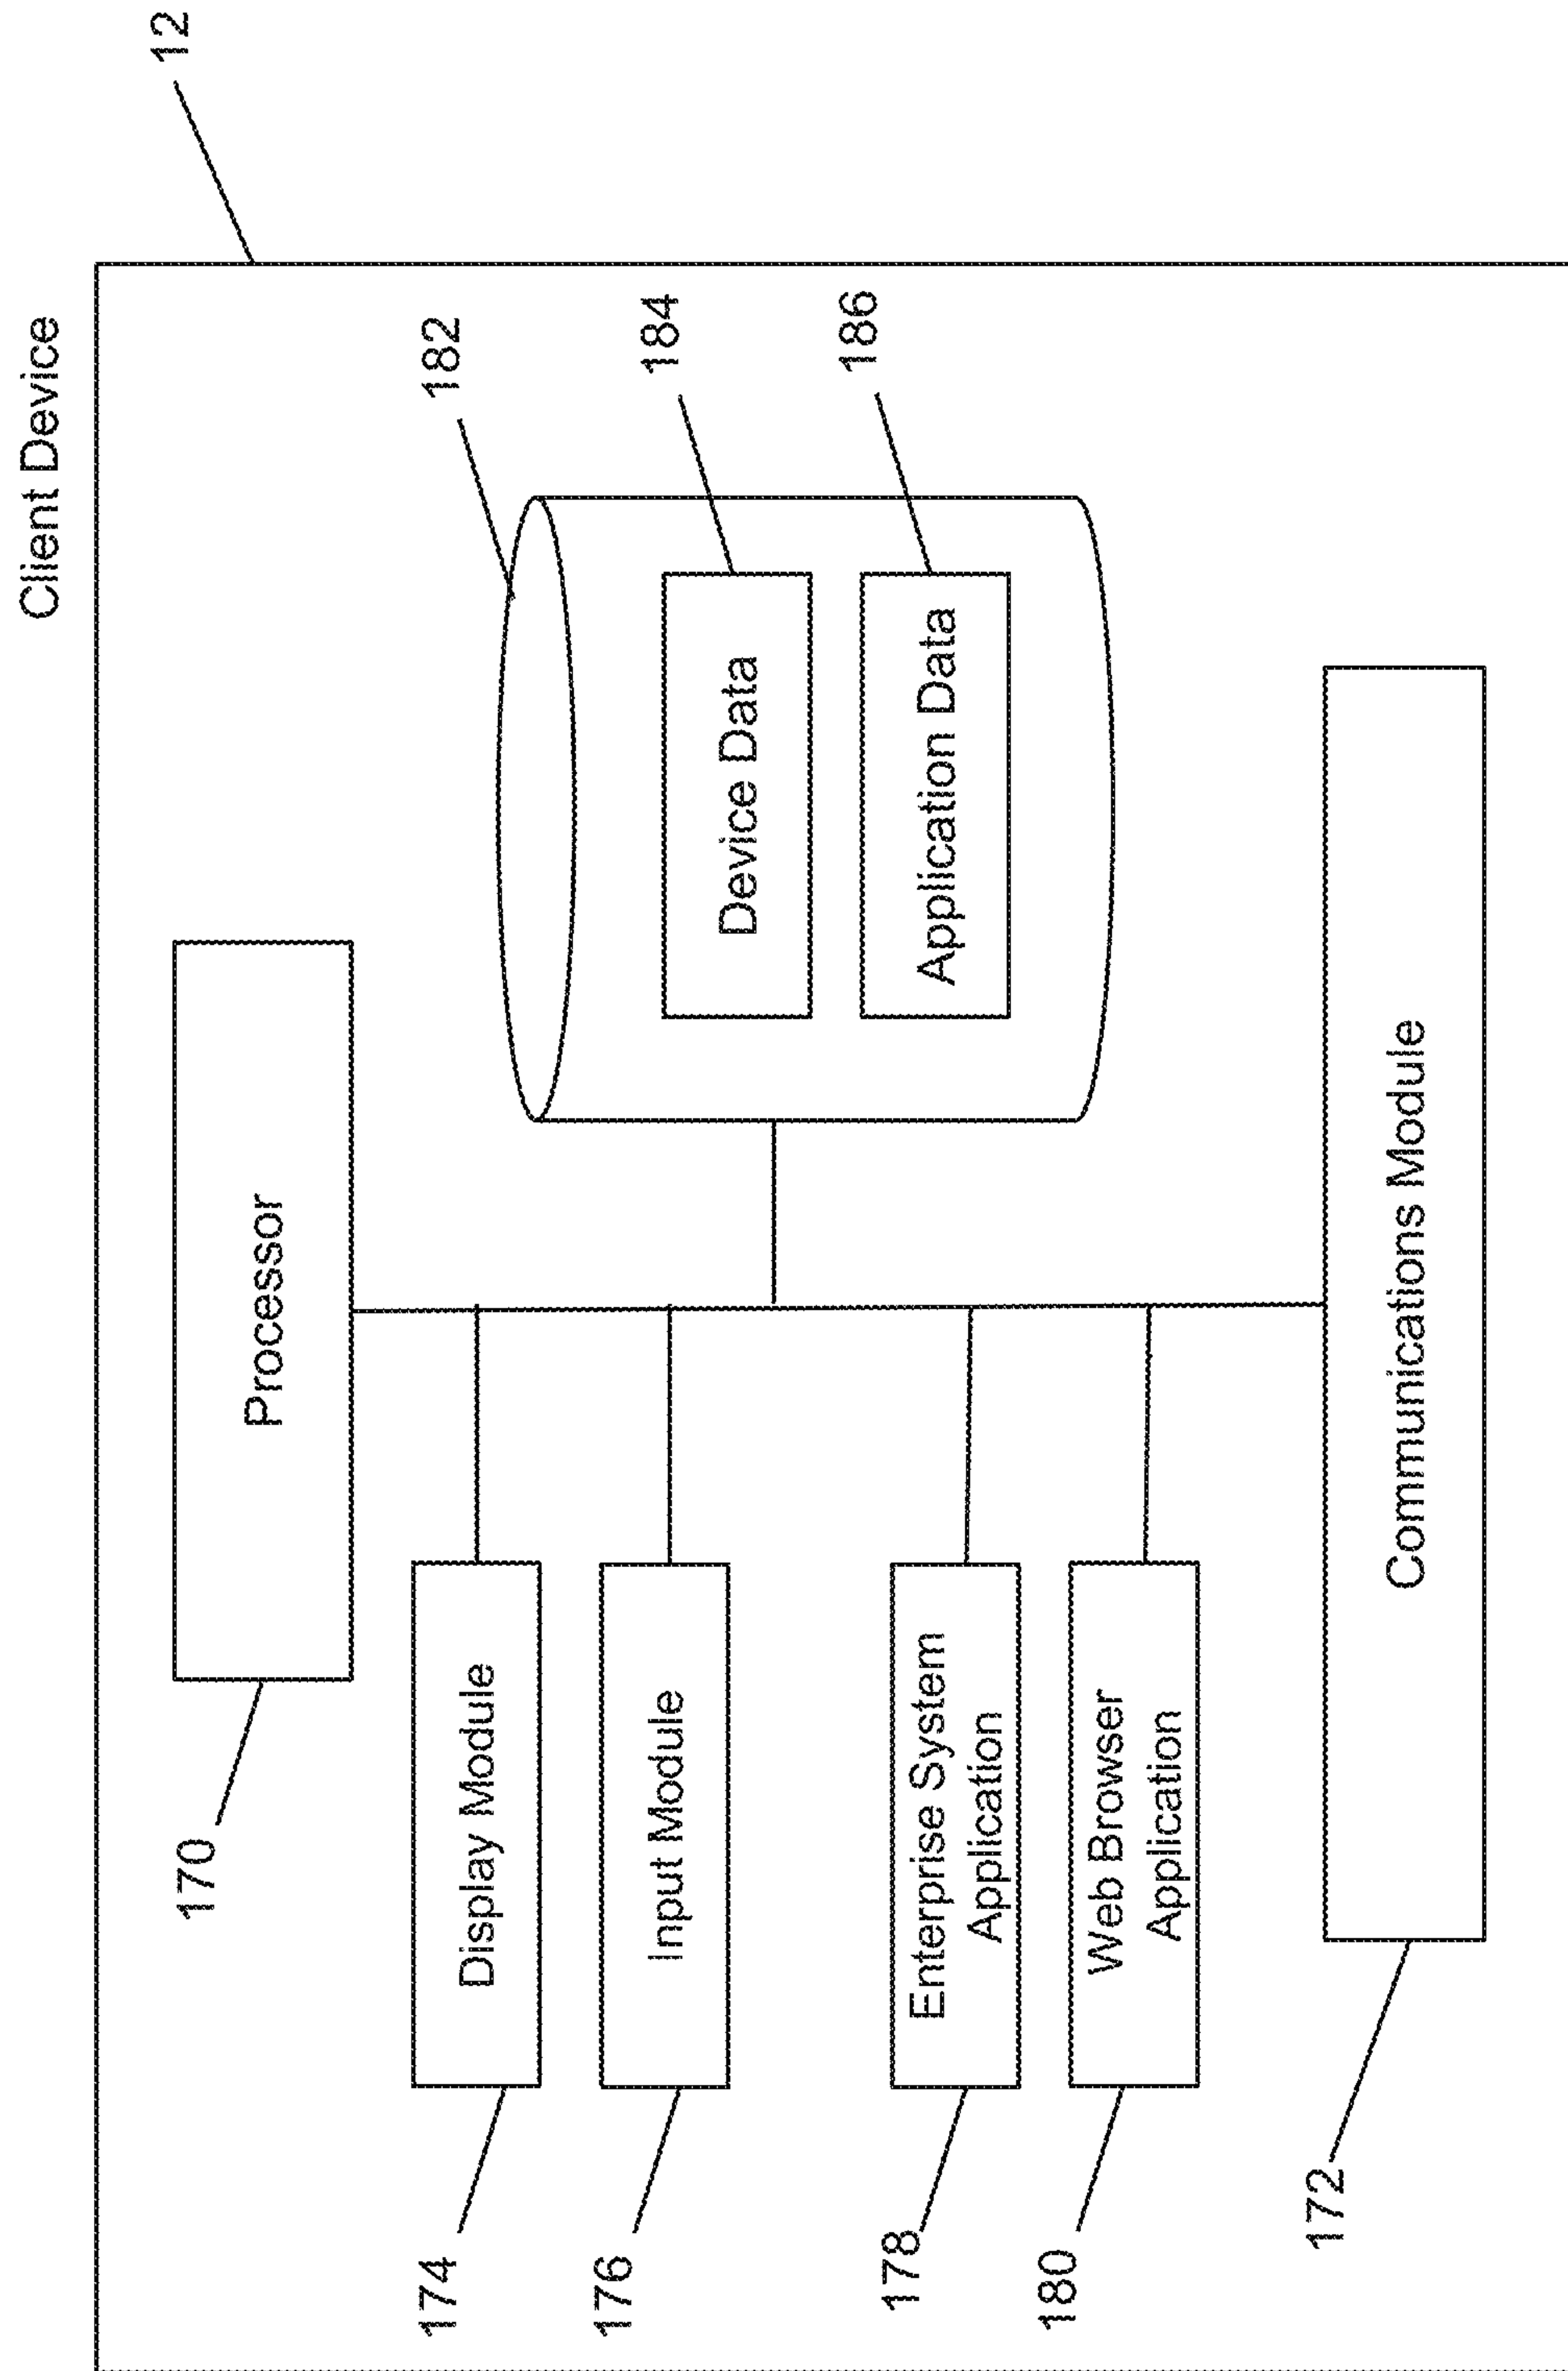 Client Device
12
Processor
170
182
Device Data
184
Application Data
186
Display Module
174
Input Module
176
Enterprise System
Application
178
Web Browser
Application
180
Communications Module
172